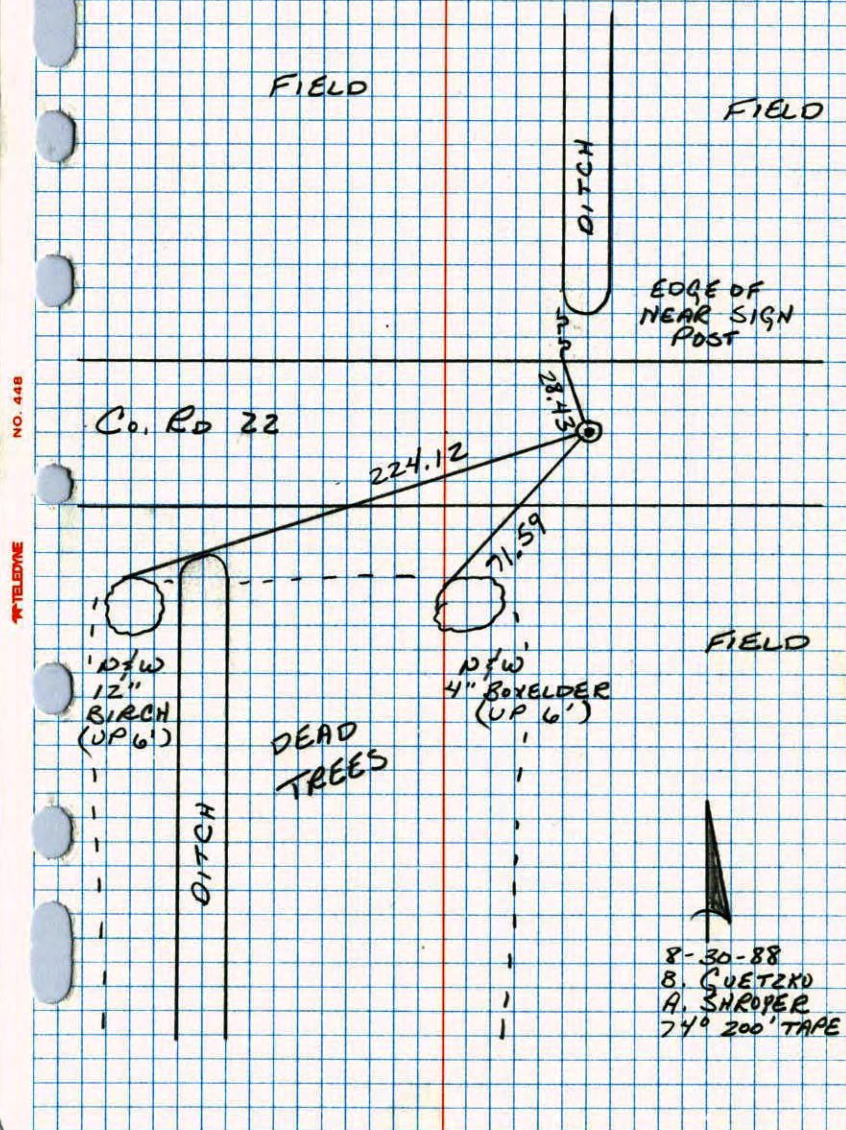 FIELD
FIELD
DITCH
EDGE OF
NEAR SIGN
POST
28.43
Co. RD 22
224.12
71.59
FIELD
N&W
12"
BIRCH
(UP 6')
N&W
4" BOXELDER
(UP 6')
DEAD
TREES
DITCH
8-30-88
B. GUETZKO
A. SHROYER
74° 200' TAPE
NO. 448
TELEDYNE